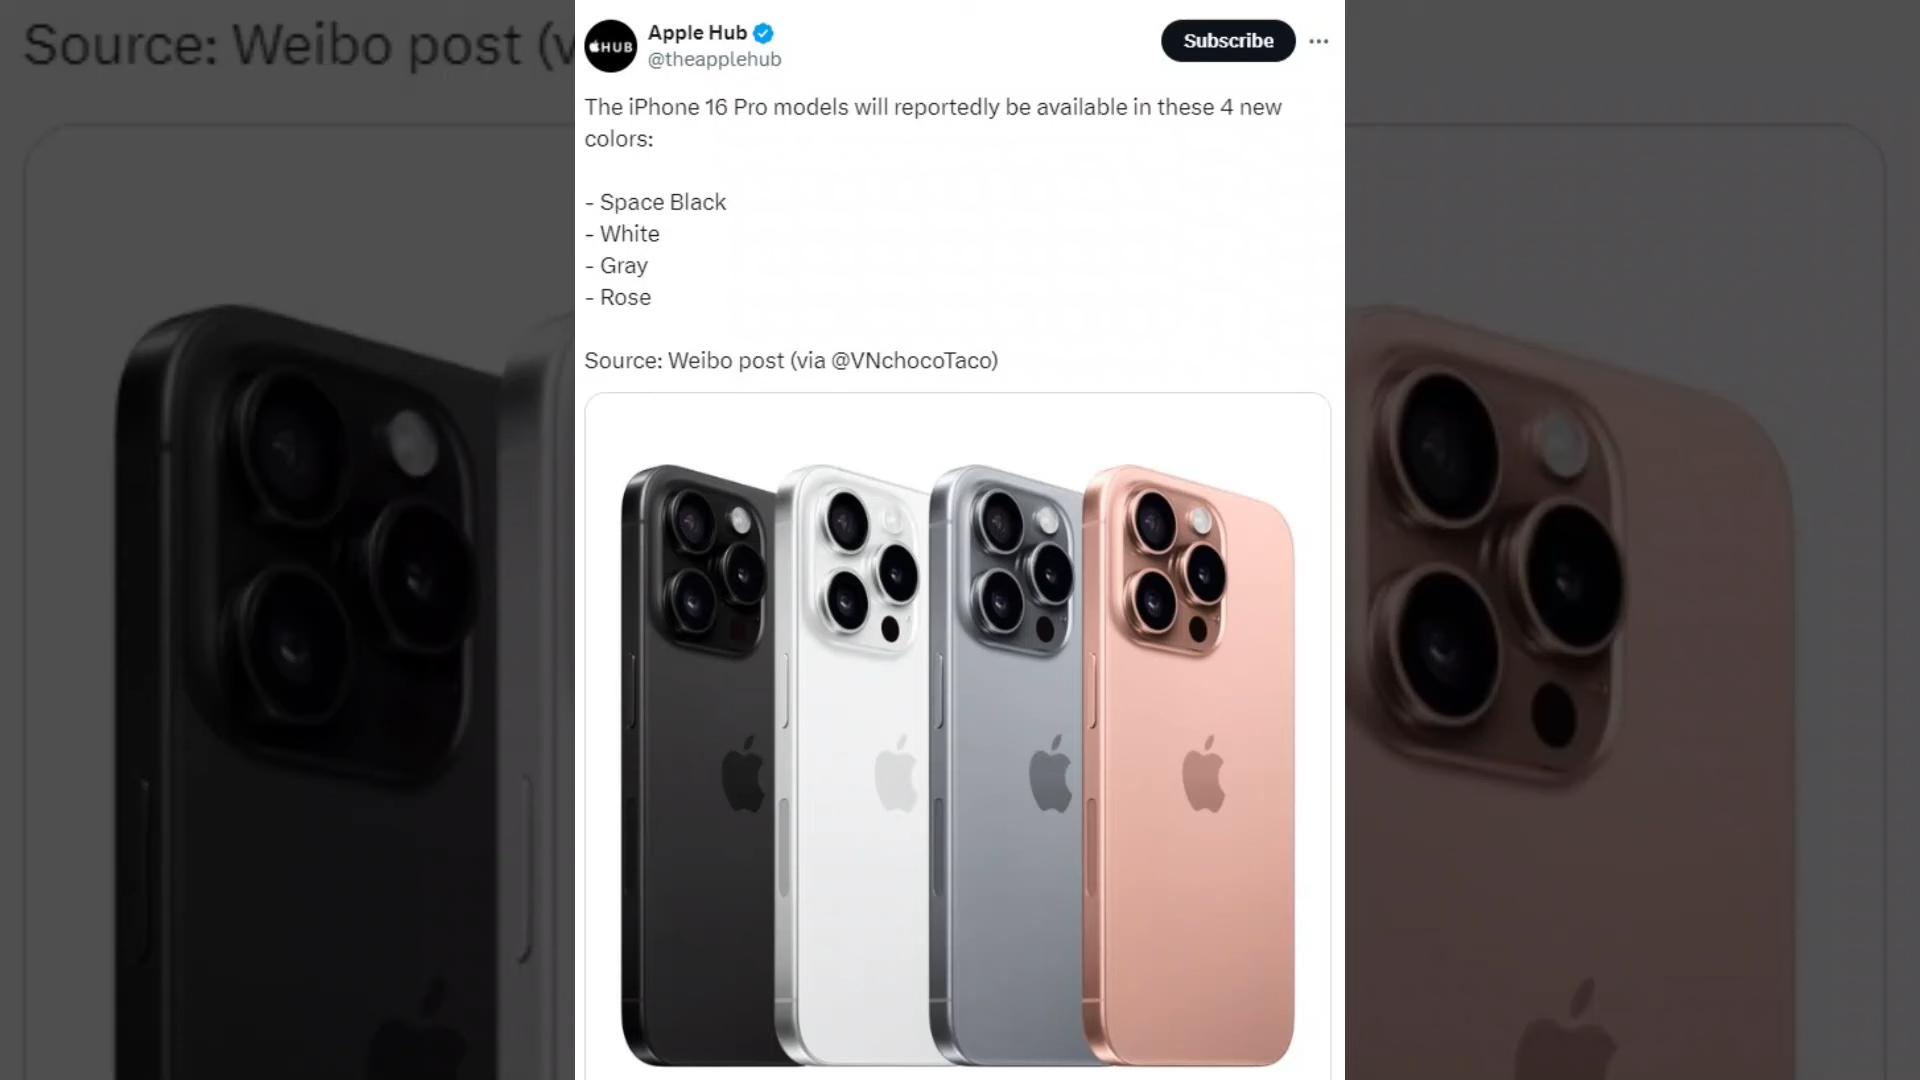 Source: Weibo post (v
HUB
Apple Hub
@theapplehub
Subscribe
The iPhone 16 Pro models will reportedly be available in these 4 new
colors:
- Space Black
- White
- Gray
- Rose
Source: Weibo post (via @VNchocoTaco)